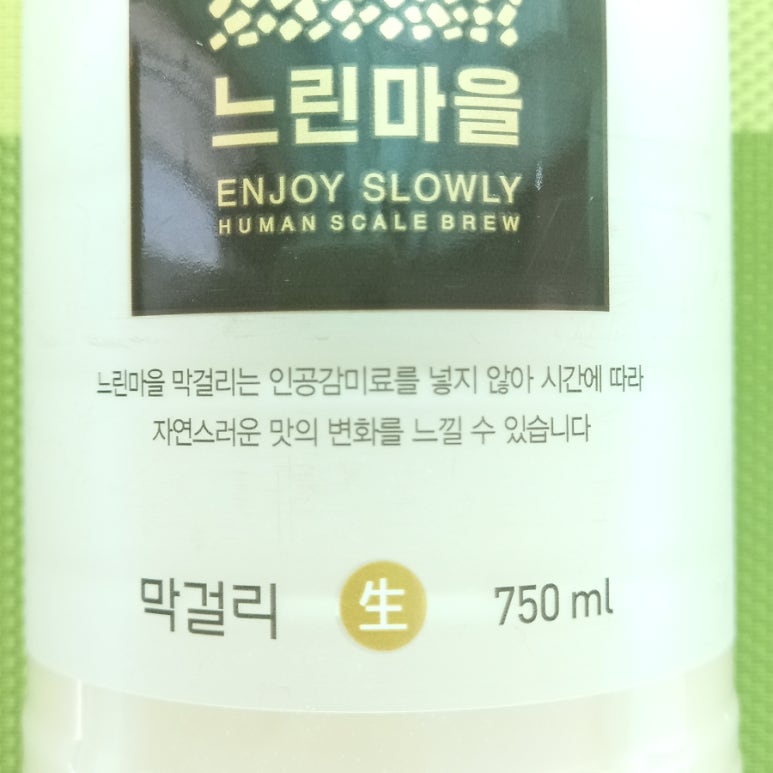 느린마을
ENJOY SLOWLY
HUMAN SCALE BREW
느린마을 막걸리는 인공감미료를 넣지 않아 시간에 따라
자연스러운 맛의 변화를 느낄 수 있습니다
막걸리 生 750 ml